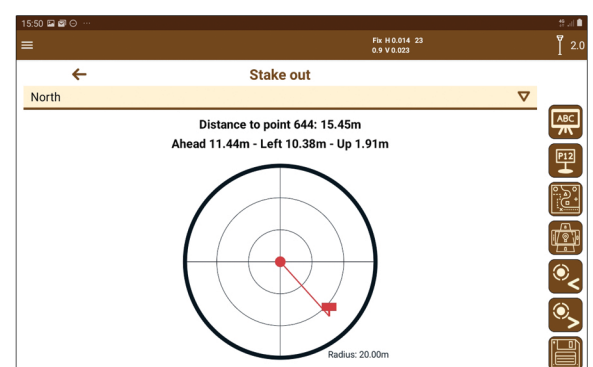 15:50
4G
Fix H 0.014 23
0.9 V 0.023
2.0
Stake out
North
Distance to point 644: 15.45m
Ahead 11.44m - Left 10.38m - Up 1.91m
ABC
P12
Radius: 20.00m